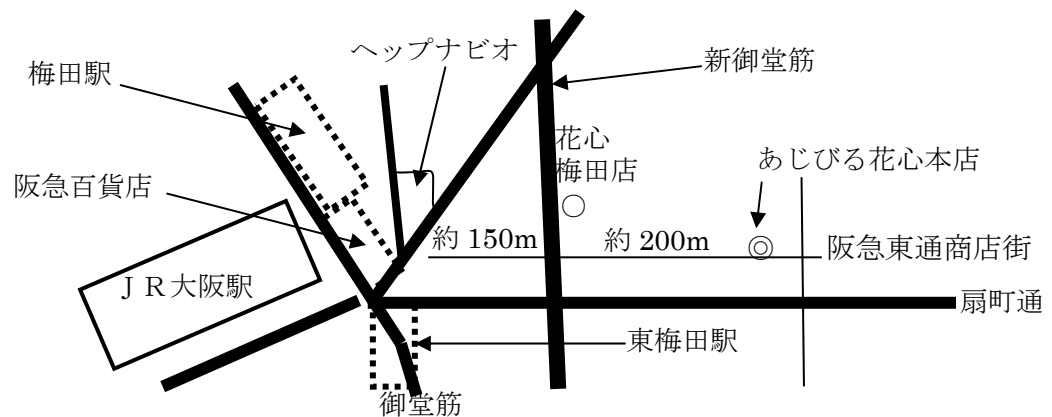 ヘップナビオ
新御堂筋
梅田駅
花心
梅田店
あじびる花心本店
阪急百貨店
○
約 150m
約 200m
◎
阪急東通商店街
ＪＲ大阪駅
扇町通
東梅田駅
御堂筋